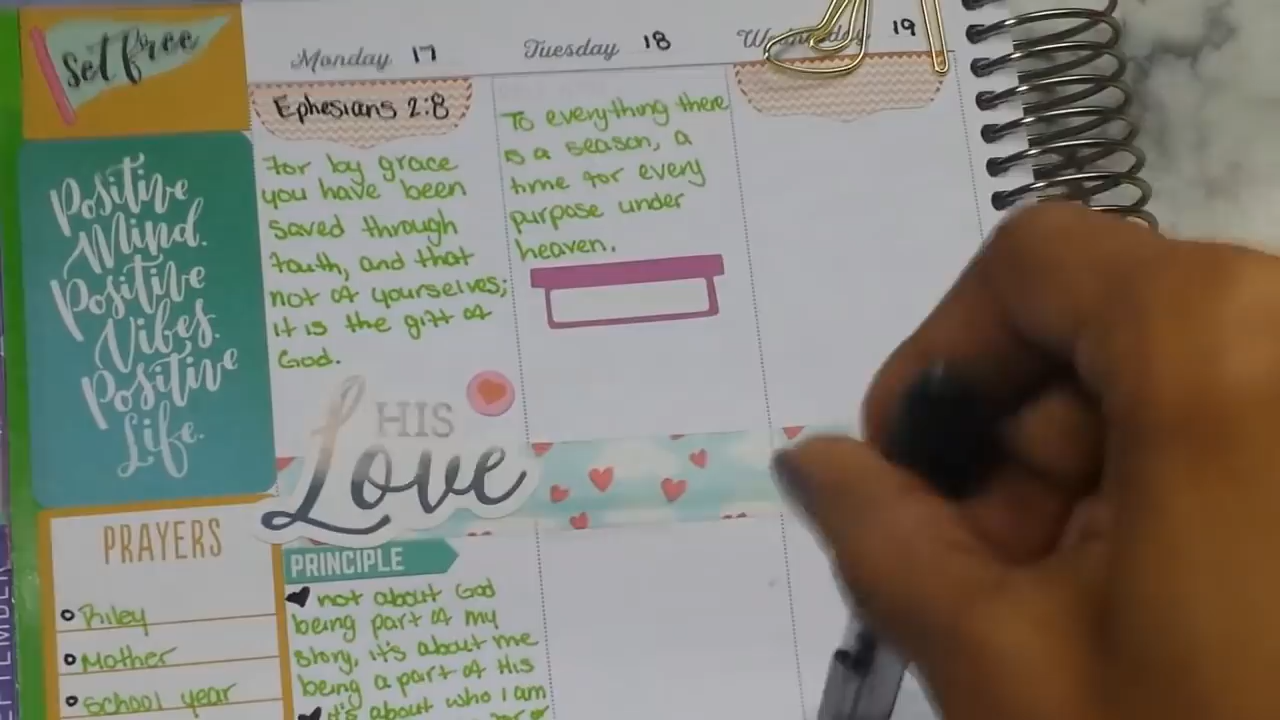 Set free
Monday 17
Tuesday 18
Wednesday 19
Ephesians 2:8
For by grace
you have been
saved through
faith, and that
not of yourselves;
it is the gift of
God.
To everything there
is a season, a
time for every
purpose under
heaven.
Positive
Mind.
Positive
Vibes.
Positive
Life.
HIS
Love
PRAYERS
Riley
Mother
School year
PRINCIPLE
not about God
being part of my
story, it's about me
being a part of His
it's about who I am